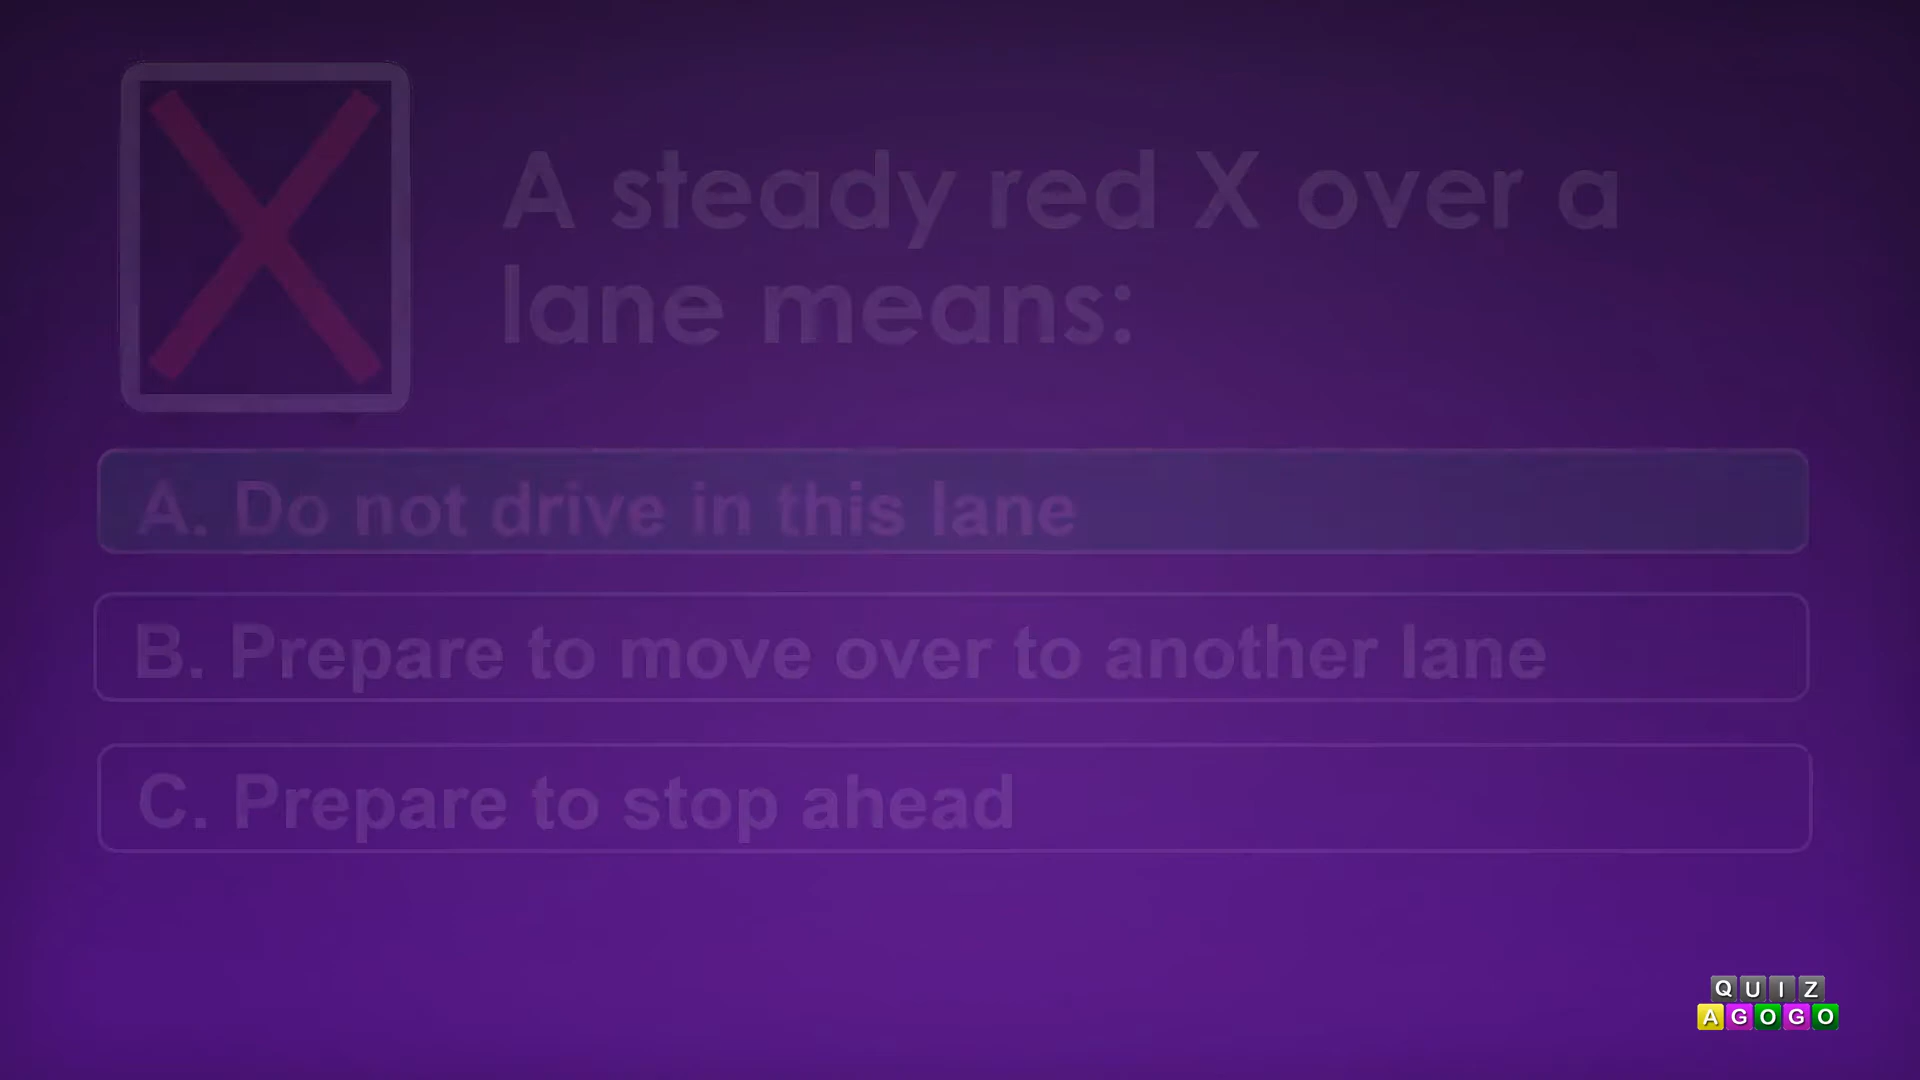 A steady red X over a
lane means:
A. Do not drive in this lane
B. Prepare to move over to another lane
C. Prepare to stop ahead
QUIZ
AGOGO